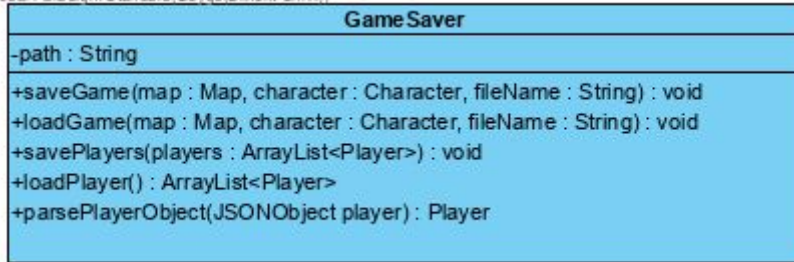 GameSaver
-path : String
+saveGame(map : Map, character : Character, fileName : String) : void
+loadGame(map : Map, character : Character, fileName : String) : void
+savePlayers(players : ArrayList<Player>) : void
+loadPlayer() : ArrayList<Player>
+parsePlayerObject(JSONObject player) : Player